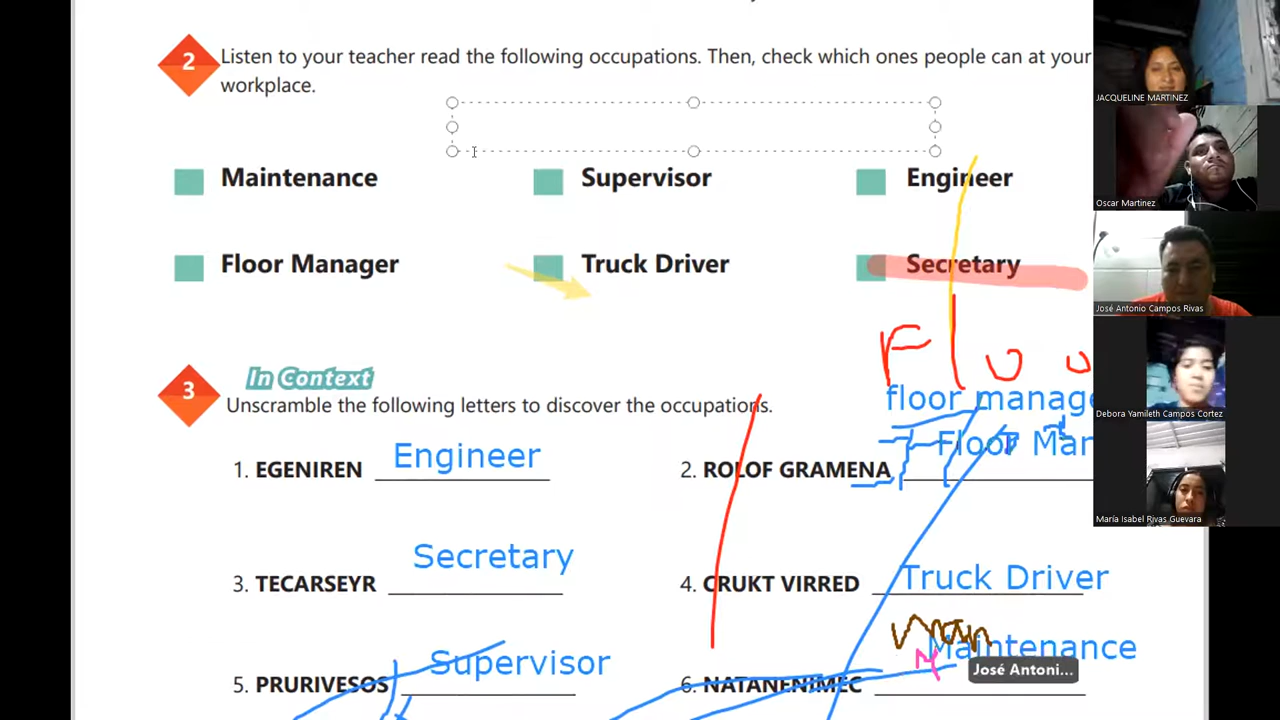 2 Listen to your teacher read the following occupations. Then, check which ones people can at your
workplace.
Maintenance Supervisor Engineer
Floor Manager Truck Driver Secretary
Floo
3 In Context
floor manage
Unscramble the following letters to discover the occupations.
Floor Man
1. EGENIREN Engineer 2. ROLOF GRAMENA
3. TECARSEYR Secretary 4. CRUKT VIRRED Truck Driver
man
5. PRURIVESOS Supervisor 6. NATANENIMEC Maintenance
M
José Antoni...
JACQUELINE MARTINEZ
Oscar Martinez
José Antonio Campos Rivas
Debora Yamileth Campos Cortez
María Isabel Rivas Guevara